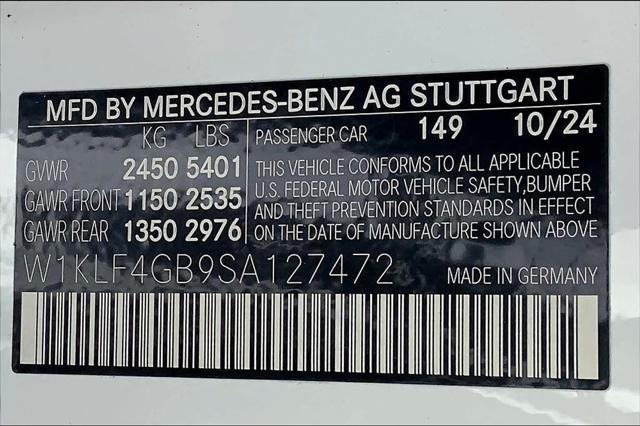 MFD BY MERCEDES-BENZ AG STUTTGART
KG LBS PASSENGER CAR 149 10/24
GVWR 2450 5401 THIS VEHICLE CONFORMS TO ALL APPLICABLE
GAWR FRONT 1150 2535 U.S. FEDERAL MOTOR VEHICLE SAFETY,BUMPER
AND THEFT PREVENTION STANDARDS IN EFFECT
GAWR REAR 1350 2976 ON THE DATE OF MANUFACTURE SHOWN ABOVE
W1KLF4GB9SA127472 MADE IN GERMANY